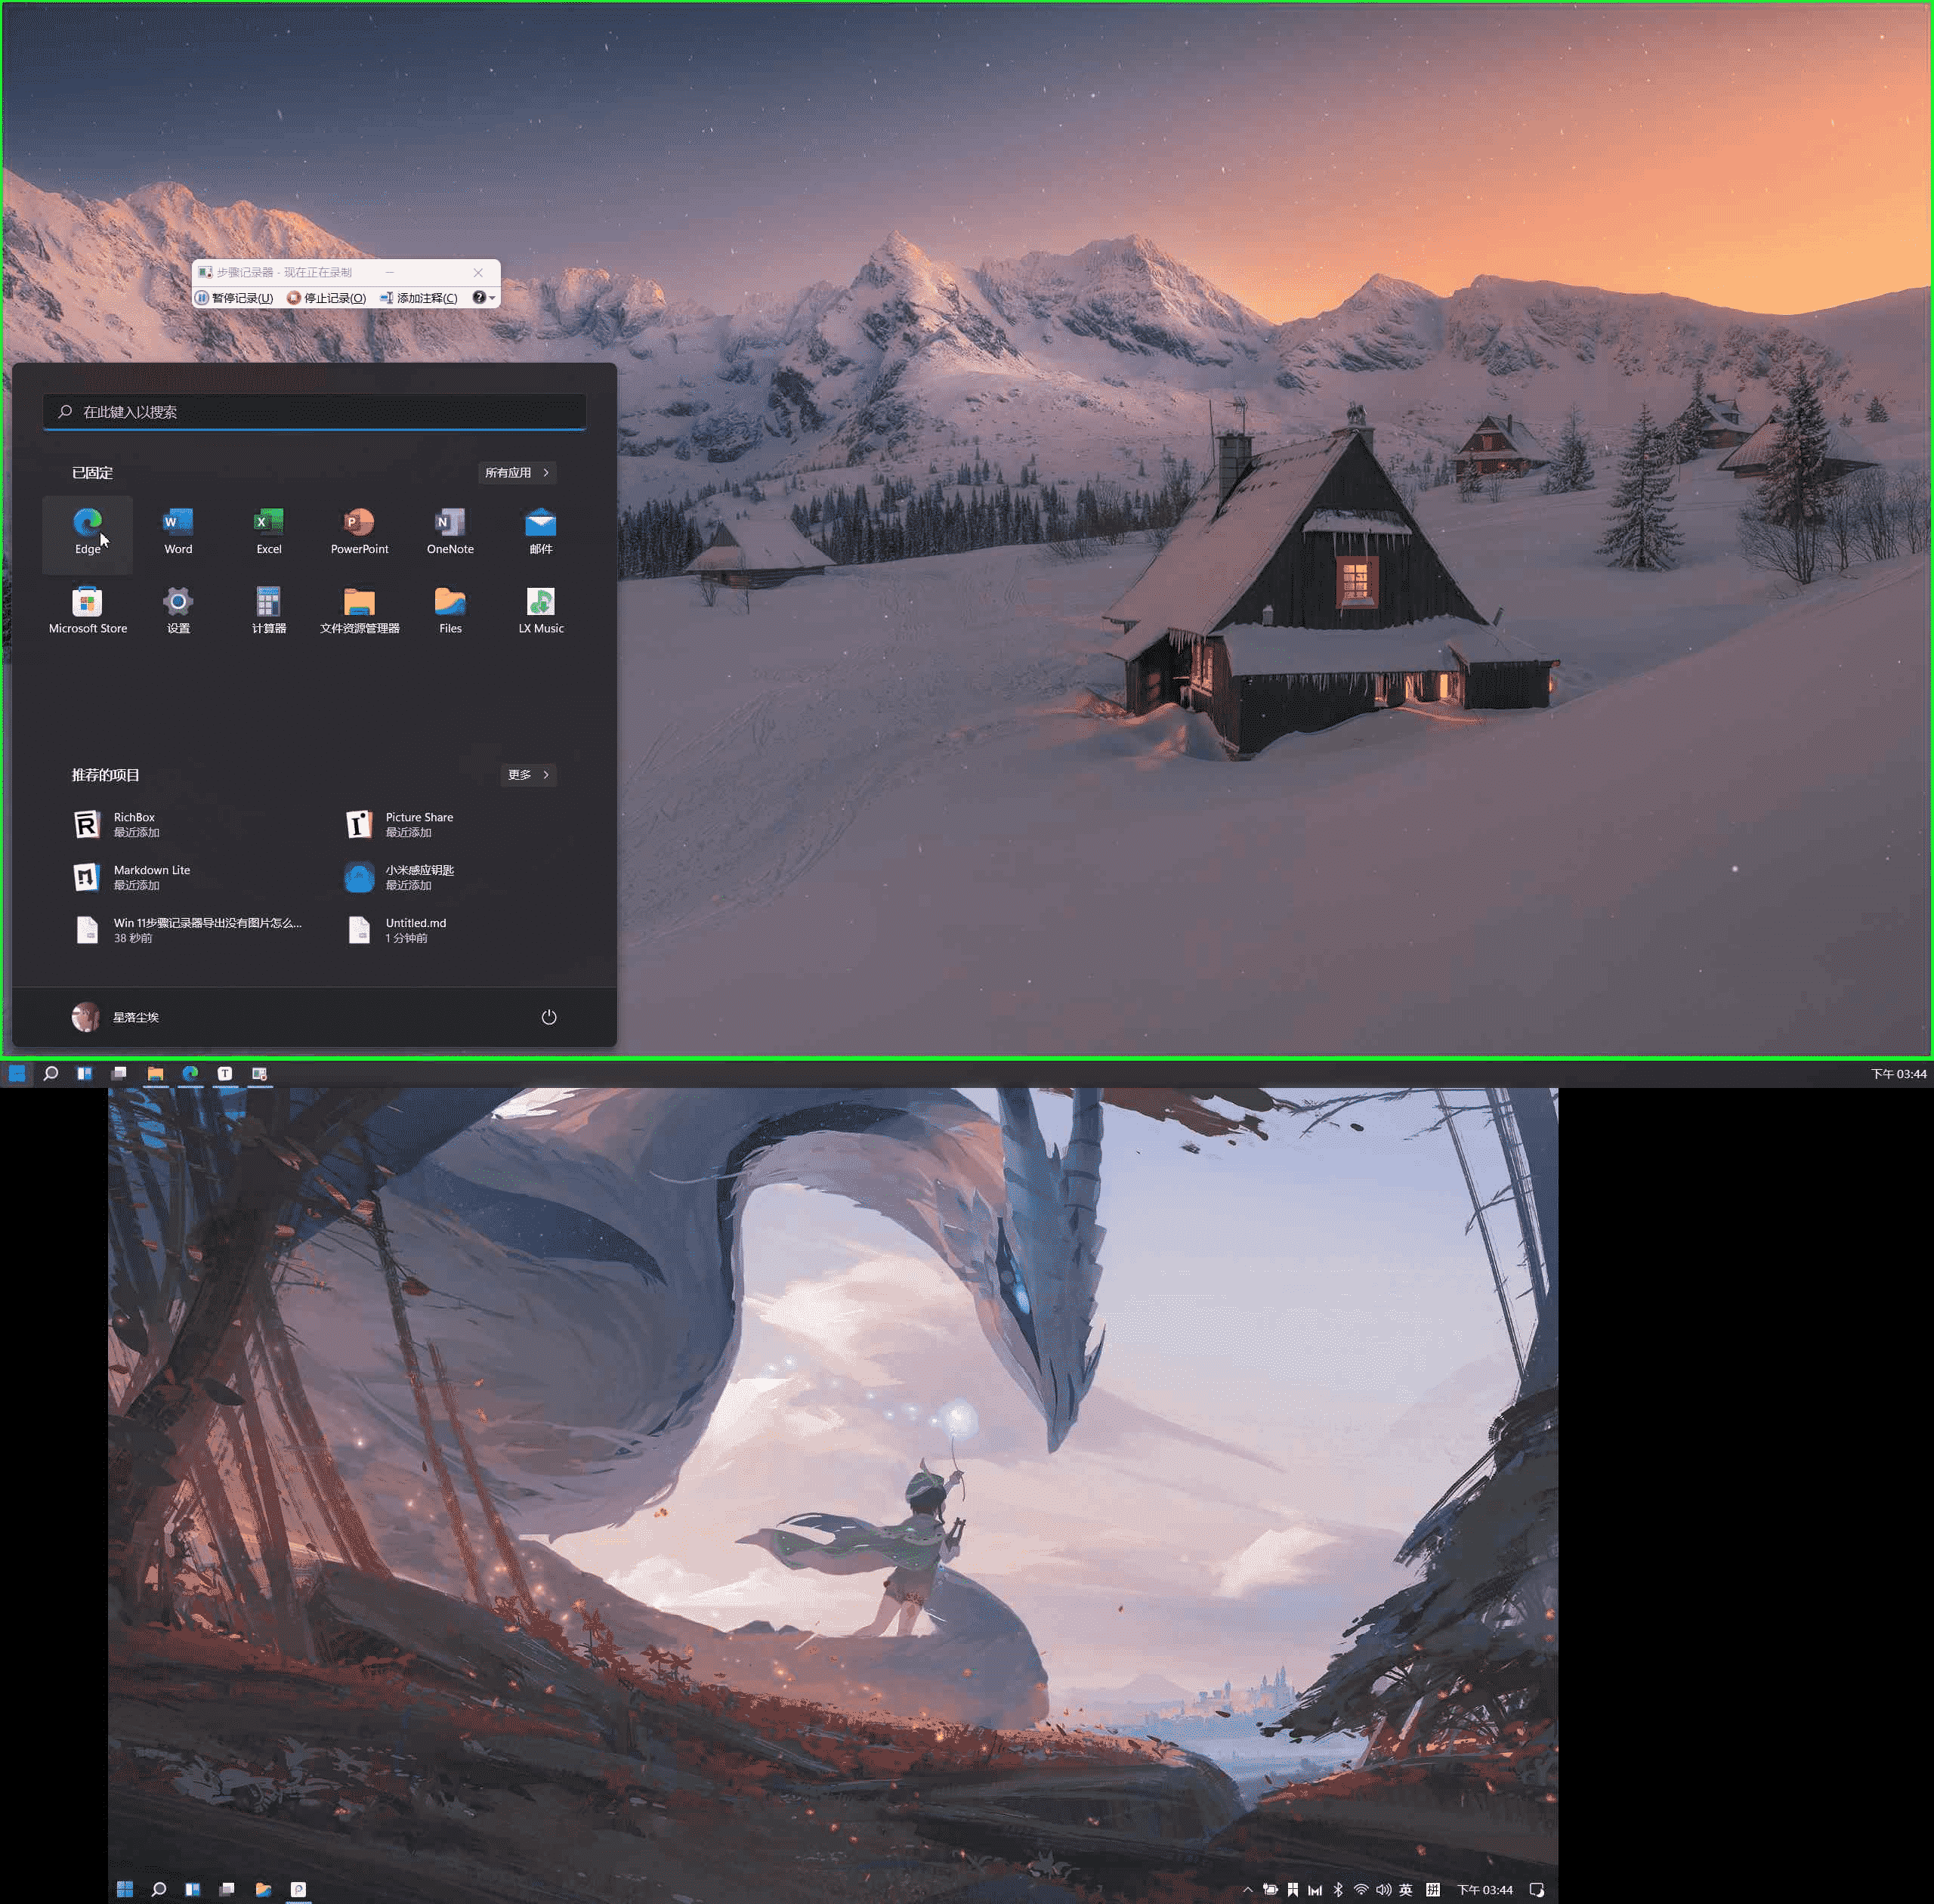 步骤记录器 - 现在正在录制
暂停记录(U) 停止记录(O) 添加注释(C)
在此键入以搜索
已固定 所有应用
Edge Word Excel PowerPoint OneNote 邮件
Microsoft Store 设置 计算器 文件资源管理器 Files LX Music
推荐的项目 更多
RichBox
最近添加
Picture Share
最近添加
Markdown Lite
最近添加
小米感应钥匙
最近添加
Win 11步骤记录器导出没有图片怎么...
38 秒前
Untitled.md
1 分钟前
星落尘埃
下午 03:44
英 拼 下午 03:44